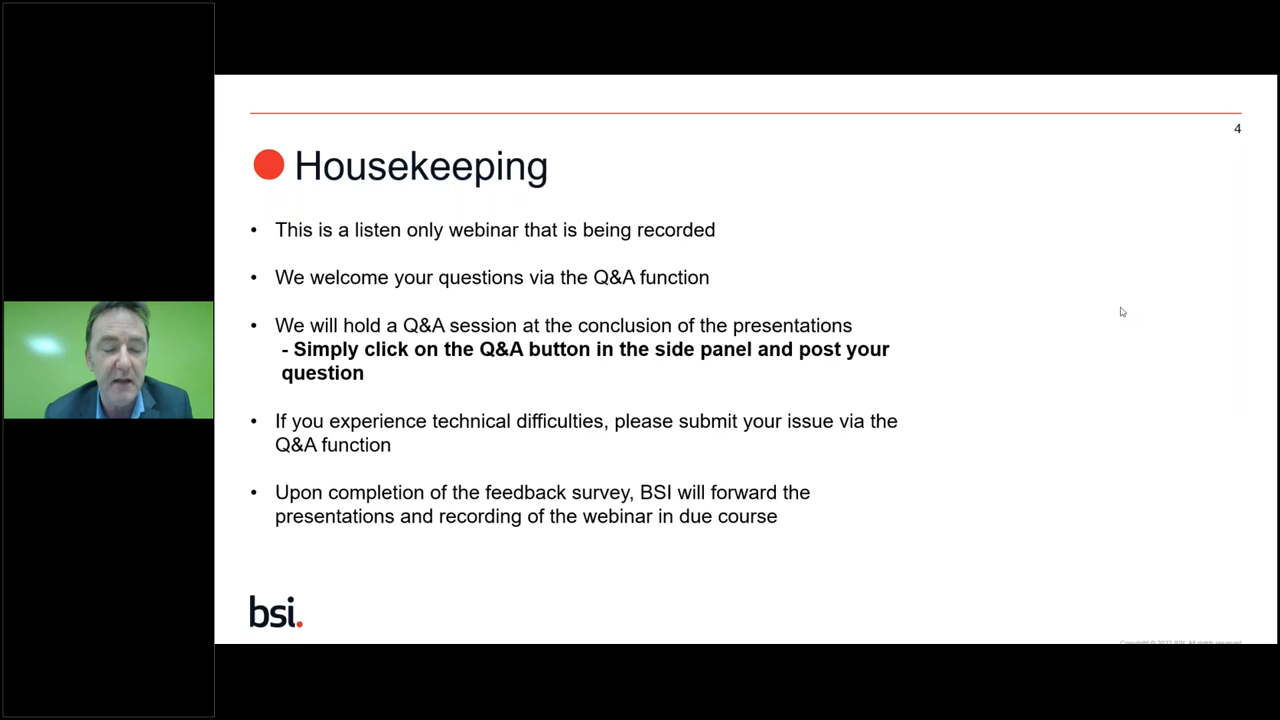 4
Housekeeping
• This is a listen only webinar that is being recorded
• We welcome your questions via the Q&A function
• We will hold a Q&A session at the conclusion of the presentations
- Simply click on the Q&A button in the side panel and post your
question
• If you experience technical difficulties, please submit your issue via the
Q&A function
• Upon completion of the feedback survey, BSI will forward the
presentations and recording of the webinar in due course
bsi.